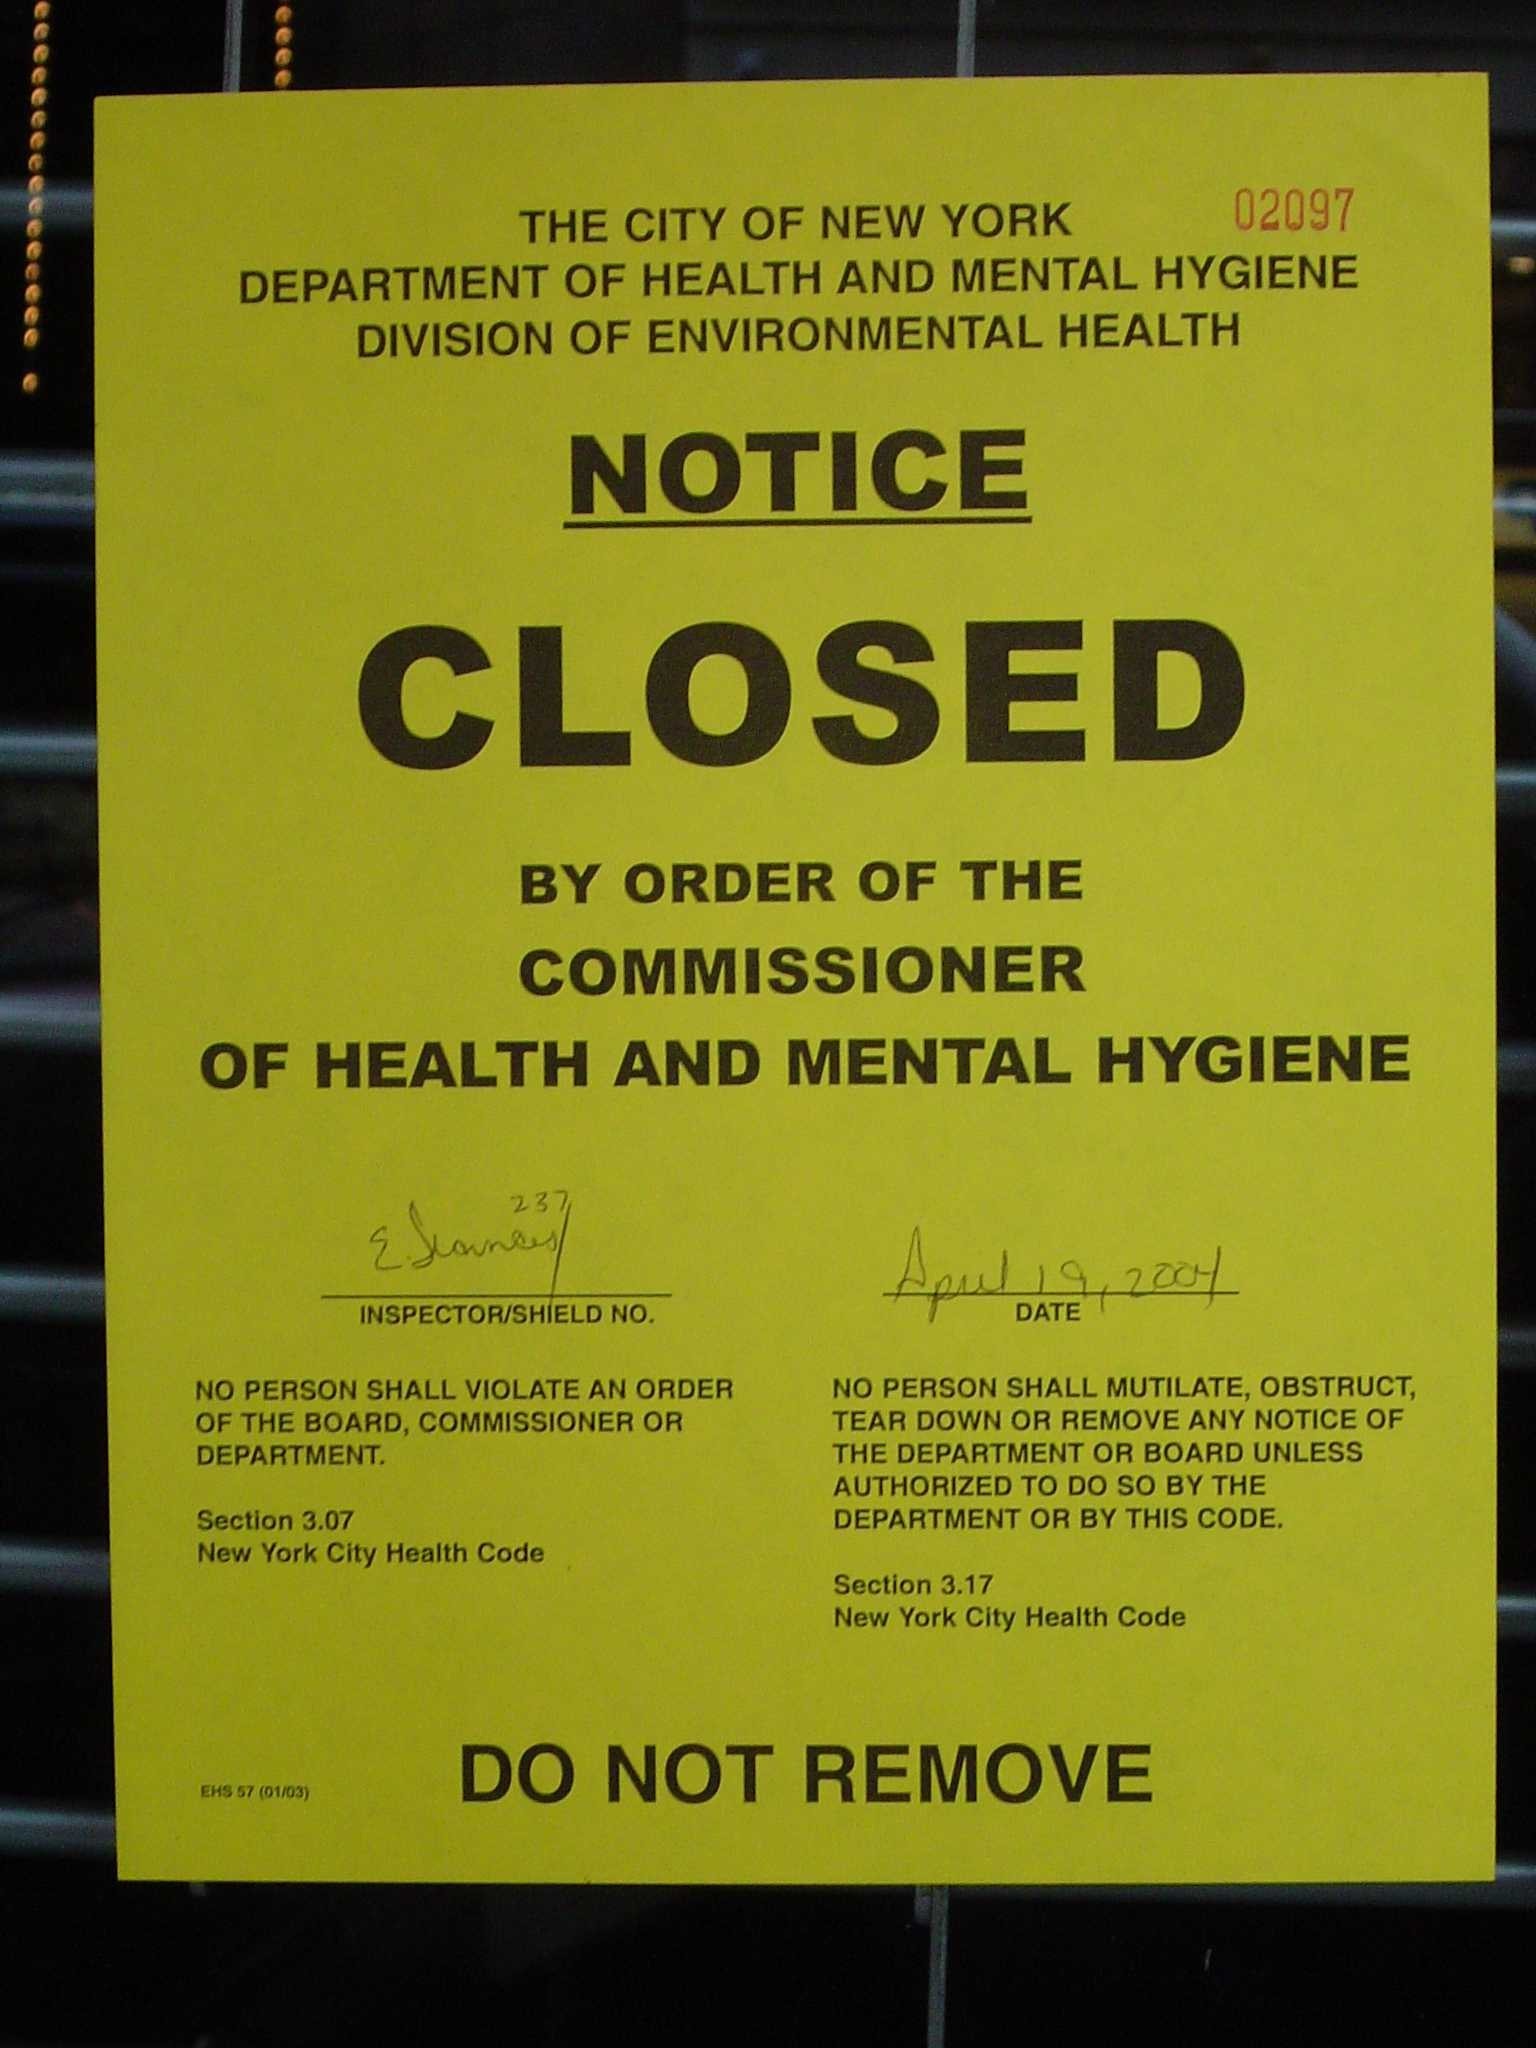 02097
THE CITY OF NEW YORK
DEPARTMENT OF HEALTH AND MENTAL HYGIENE
DIVISION OF ENVIRONMENTAL HEALTH
NOTICE
CLOSED
BY ORDER OF THE
COMMISSIONER
OF HEALTH AND MENTAL HYGIENE
E. 237
INSPECTOR/SHIELD NO.
April 19, 2004
DATE
NO PERSON SHALL VIOLATE AN ORDER
OF THE BOARD, COMMISSIONER OR
DEPARTMENT.
Section 3.07
New York City Health Code
NO PERSON SHALL MUTILATE, OBSTRUCT,
TEAR DOWN OR REMOVE ANY NOTICE OF
THE DEPARTMENT OR BOARD UNLESS
AUTHORIZED TO DO SO BY THE
DEPARTMENT OR BY THIS CODE.
Section 3.17
New York City Health Code
EHS 57 (01/03)
DO NOT REMOVE